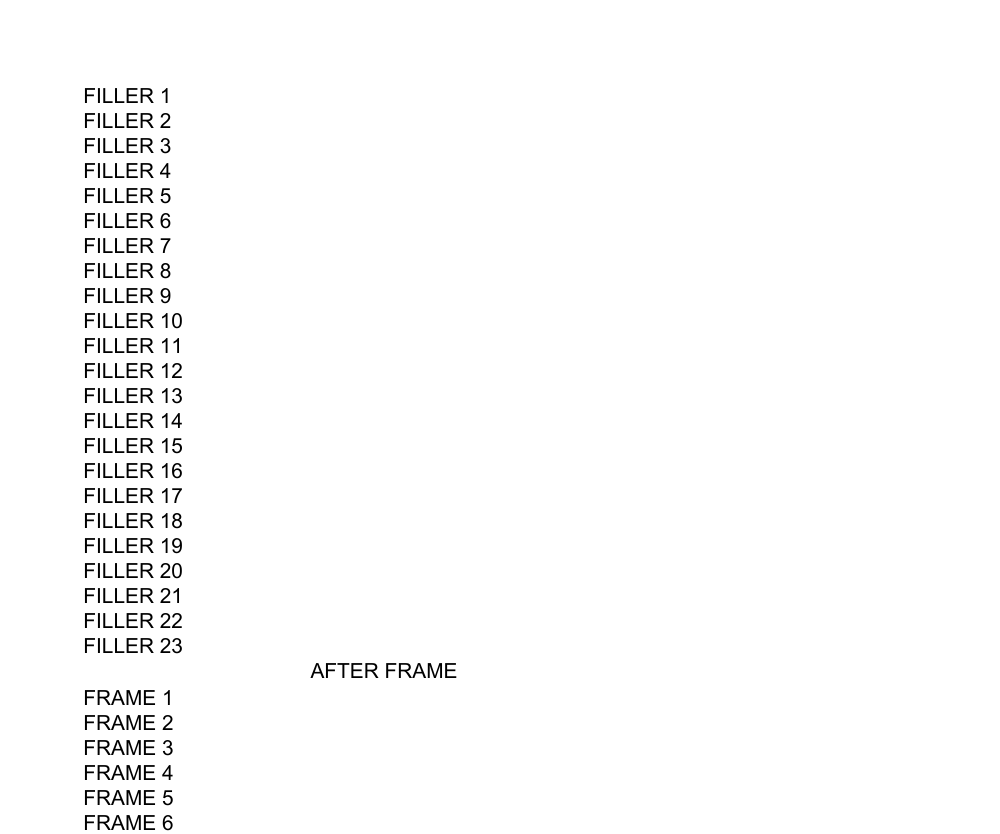 FILLER 1
FILLER 2
FILLER 3
FILLER 4
FILLER 5
FILLER 6
FILLER 7
FILLER 8
FILLER 9
FILLER 10
FILLER 11
FILLER 12
FILLER 13
FILLER 14
FILLER 15
FILLER 16
FILLER 17
FILLER 18
FILLER 19
FILLER 20
FILLER 21
FILLER 22
FILLER 23
AFTER FRAME
FRAME 1
FRAME 2
FRAME 3
FRAME 4
FRAME 5
FRAME 6